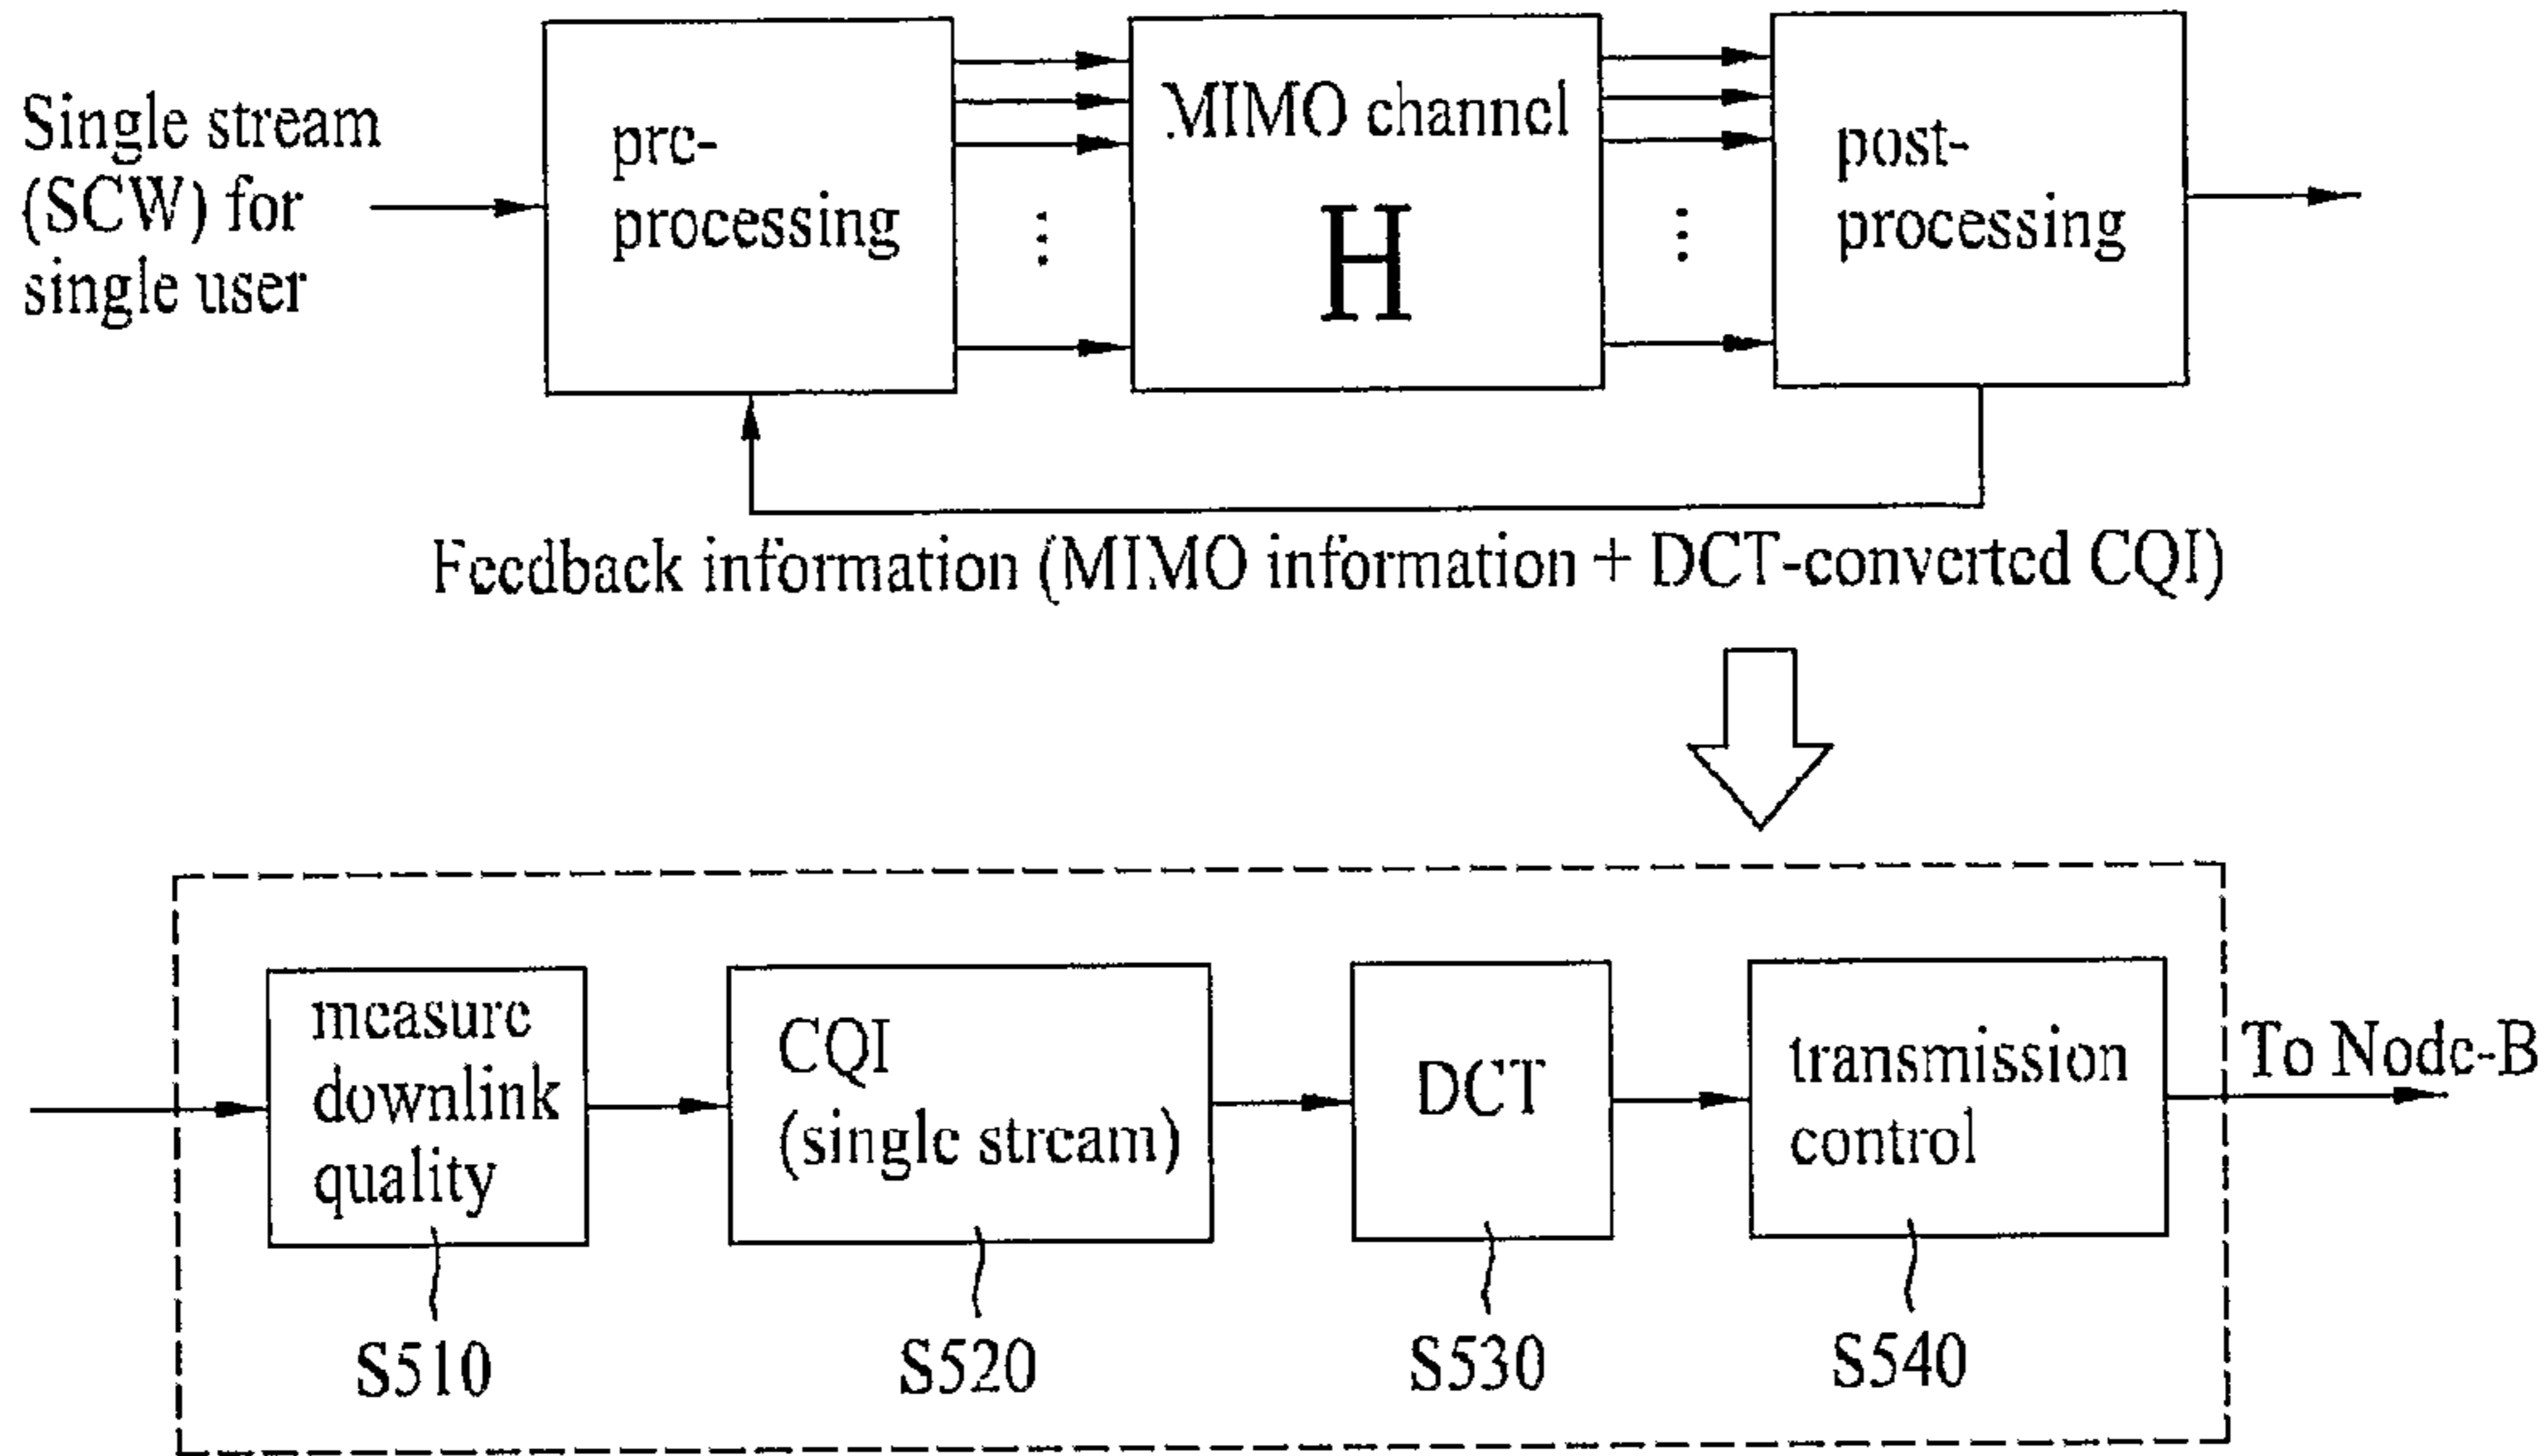 Single stream
(SCW) for
single user
pre-
processing
MIMO channel
H
post-
processing
Feedback information (MIMO information + DCT-converted CQI)
measure
downlink
quality
CQI
(single stream)
DCT
transmission
control
To Node-B
S510
S520
S530
S540